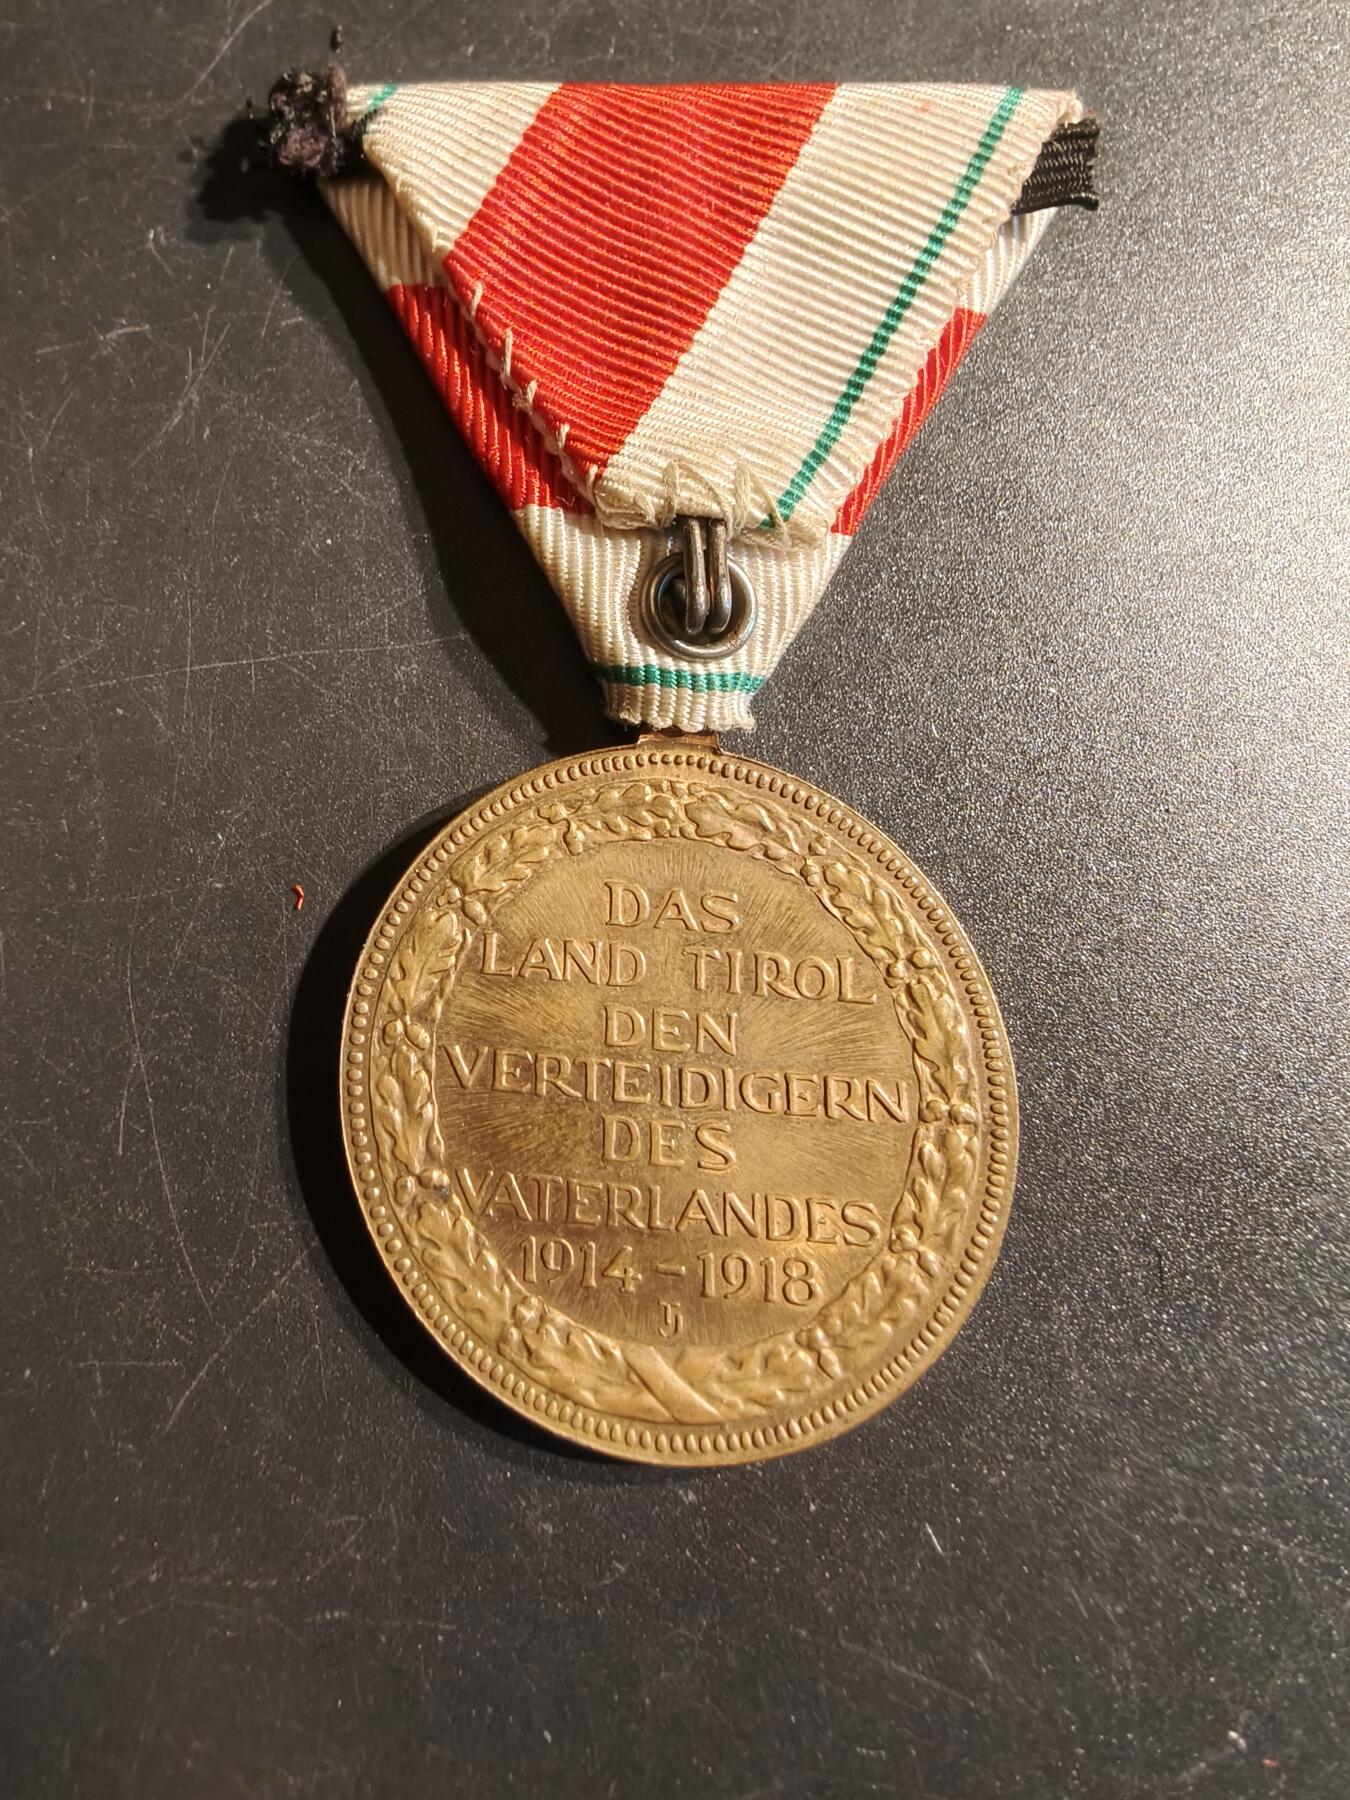 DAS
LAND TIROL
DEN
VERTEIDIGERN
DES
VATERLANDES
1914-1918
J